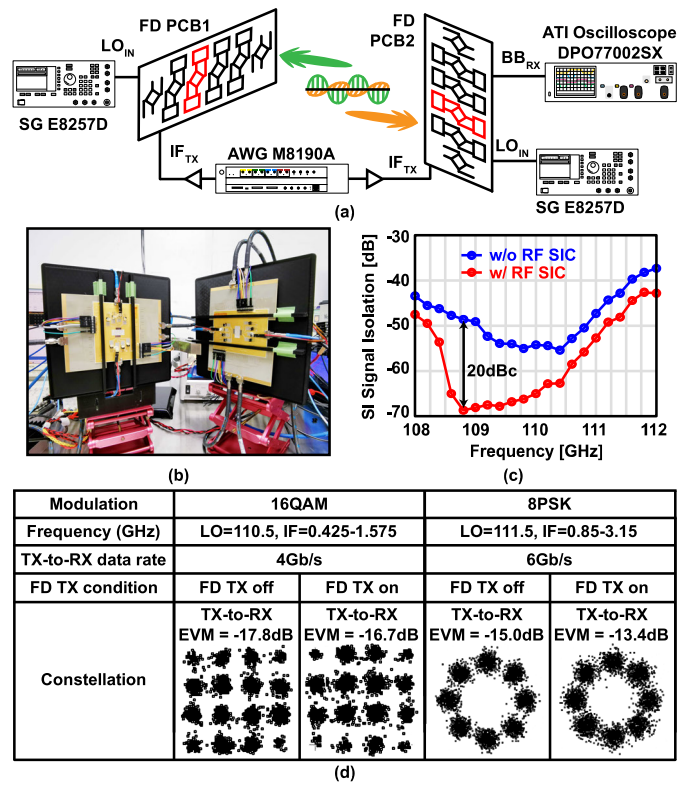 FD PCB1
FD
PCB2
ATI Oscilloscope
DPO77002SX
LO_IN
BB_RX
SG E8257D
IF_TX
AWG M8190A
IF_TX
LO_IN
SG E8257D
(a)
(b)
SI Signal Isolation [dB]
-30
-40
-50
-60
-70
w/o RF SIC
w/ RF SIC
20dBc
108
109
110
111
112
Frequency [GHz]
(c)
Modulation 16QAM 8PSK
Frequency (GHz) LO=110.5, IF=0.425-1.575 LO=111.5, IF=0.85-3.15
TX-to-RX data rate 4Gb/s 6Gb/s
FD TX condition FD TX off FD TX on FD TX off FD TX on
Constellation
TX-to-RX
EVM = -17.8dB
TX-to-RX
EVM = -16.7dB
TX-to-RX
EVM = -15.0dB
TX-to-RX
EVM = -13.4dB
(d)